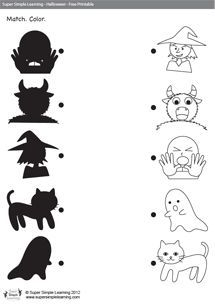 Super Simple Learning - Halloween - Free Printable
Match. Color.
© Super Simple Learning 2012
www.supersimplelearning.com